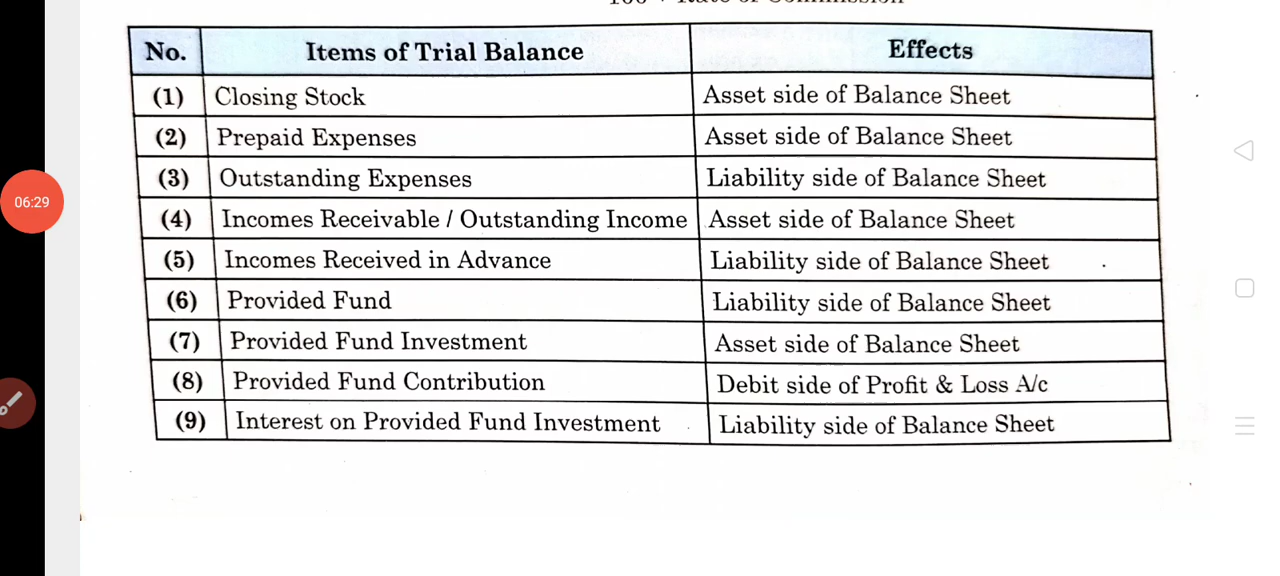 No. Items of Trial Balance Effects
(1) Closing Stock Asset side of Balance Sheet
(2) Prepaid Expenses Asset side of Balance Sheet
(3) Outstanding Expenses Liability side of Balance Sheet
(4) Incomes Receivable / Outstanding Income Asset side of Balance Sheet
(5) Incomes Received in Advance Liability side of Balance Sheet
(6) Provided Fund Liability side of Balance Sheet
(7) Provided Fund Investment Asset side of Balance Sheet
(8) Provided Fund Contribution Debit side of Profit & Loss A/c
(9) Interest on Provided Fund Investment Liability side of Balance Sheet
06:29